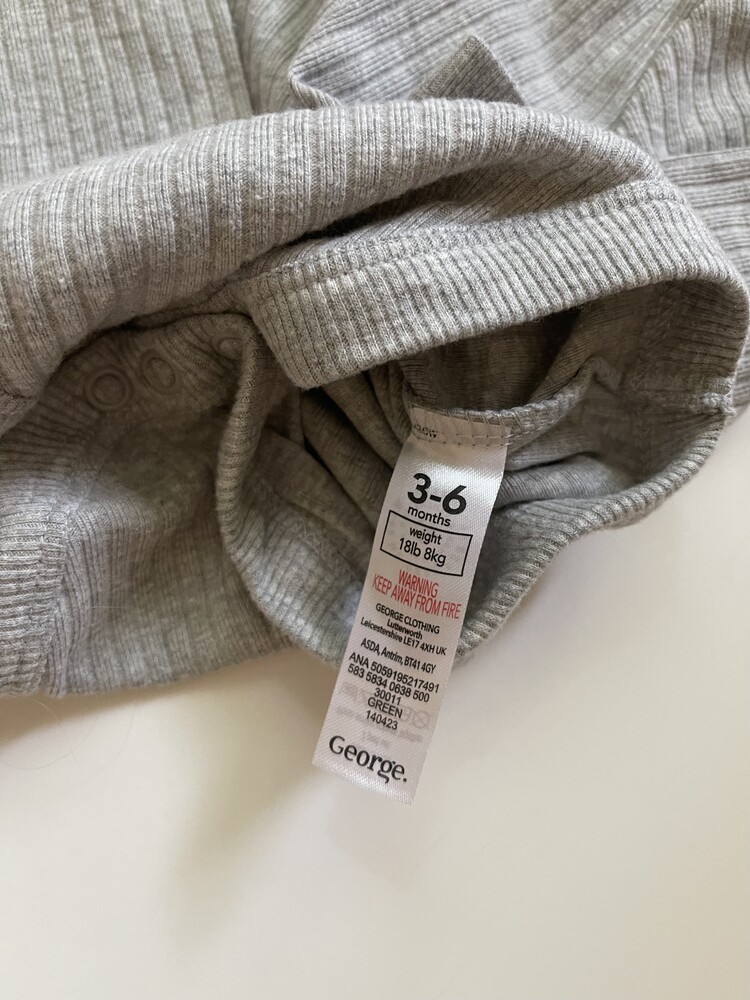 3-6
months
weight
18lb 8kg
WARNING
KEEP AWAY FROM FIRE
GEORGE CLOTHING
Lutterworth
Leicestershire LE17 4XH UK
ASDA, Antrim, BT41 4GY
ANA 5059195217491
583 5834 0638 500
30011
GREEN
140423
George.